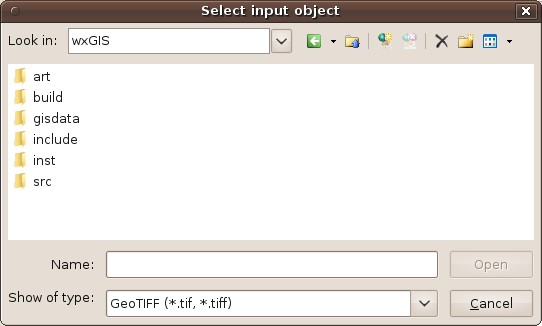 Select input object
Look in: wxGIS
art
build
gisdata
include
inst
src
Name: Open
Show of type: GeoTIFF (*.tif, *.tiff) Cancel